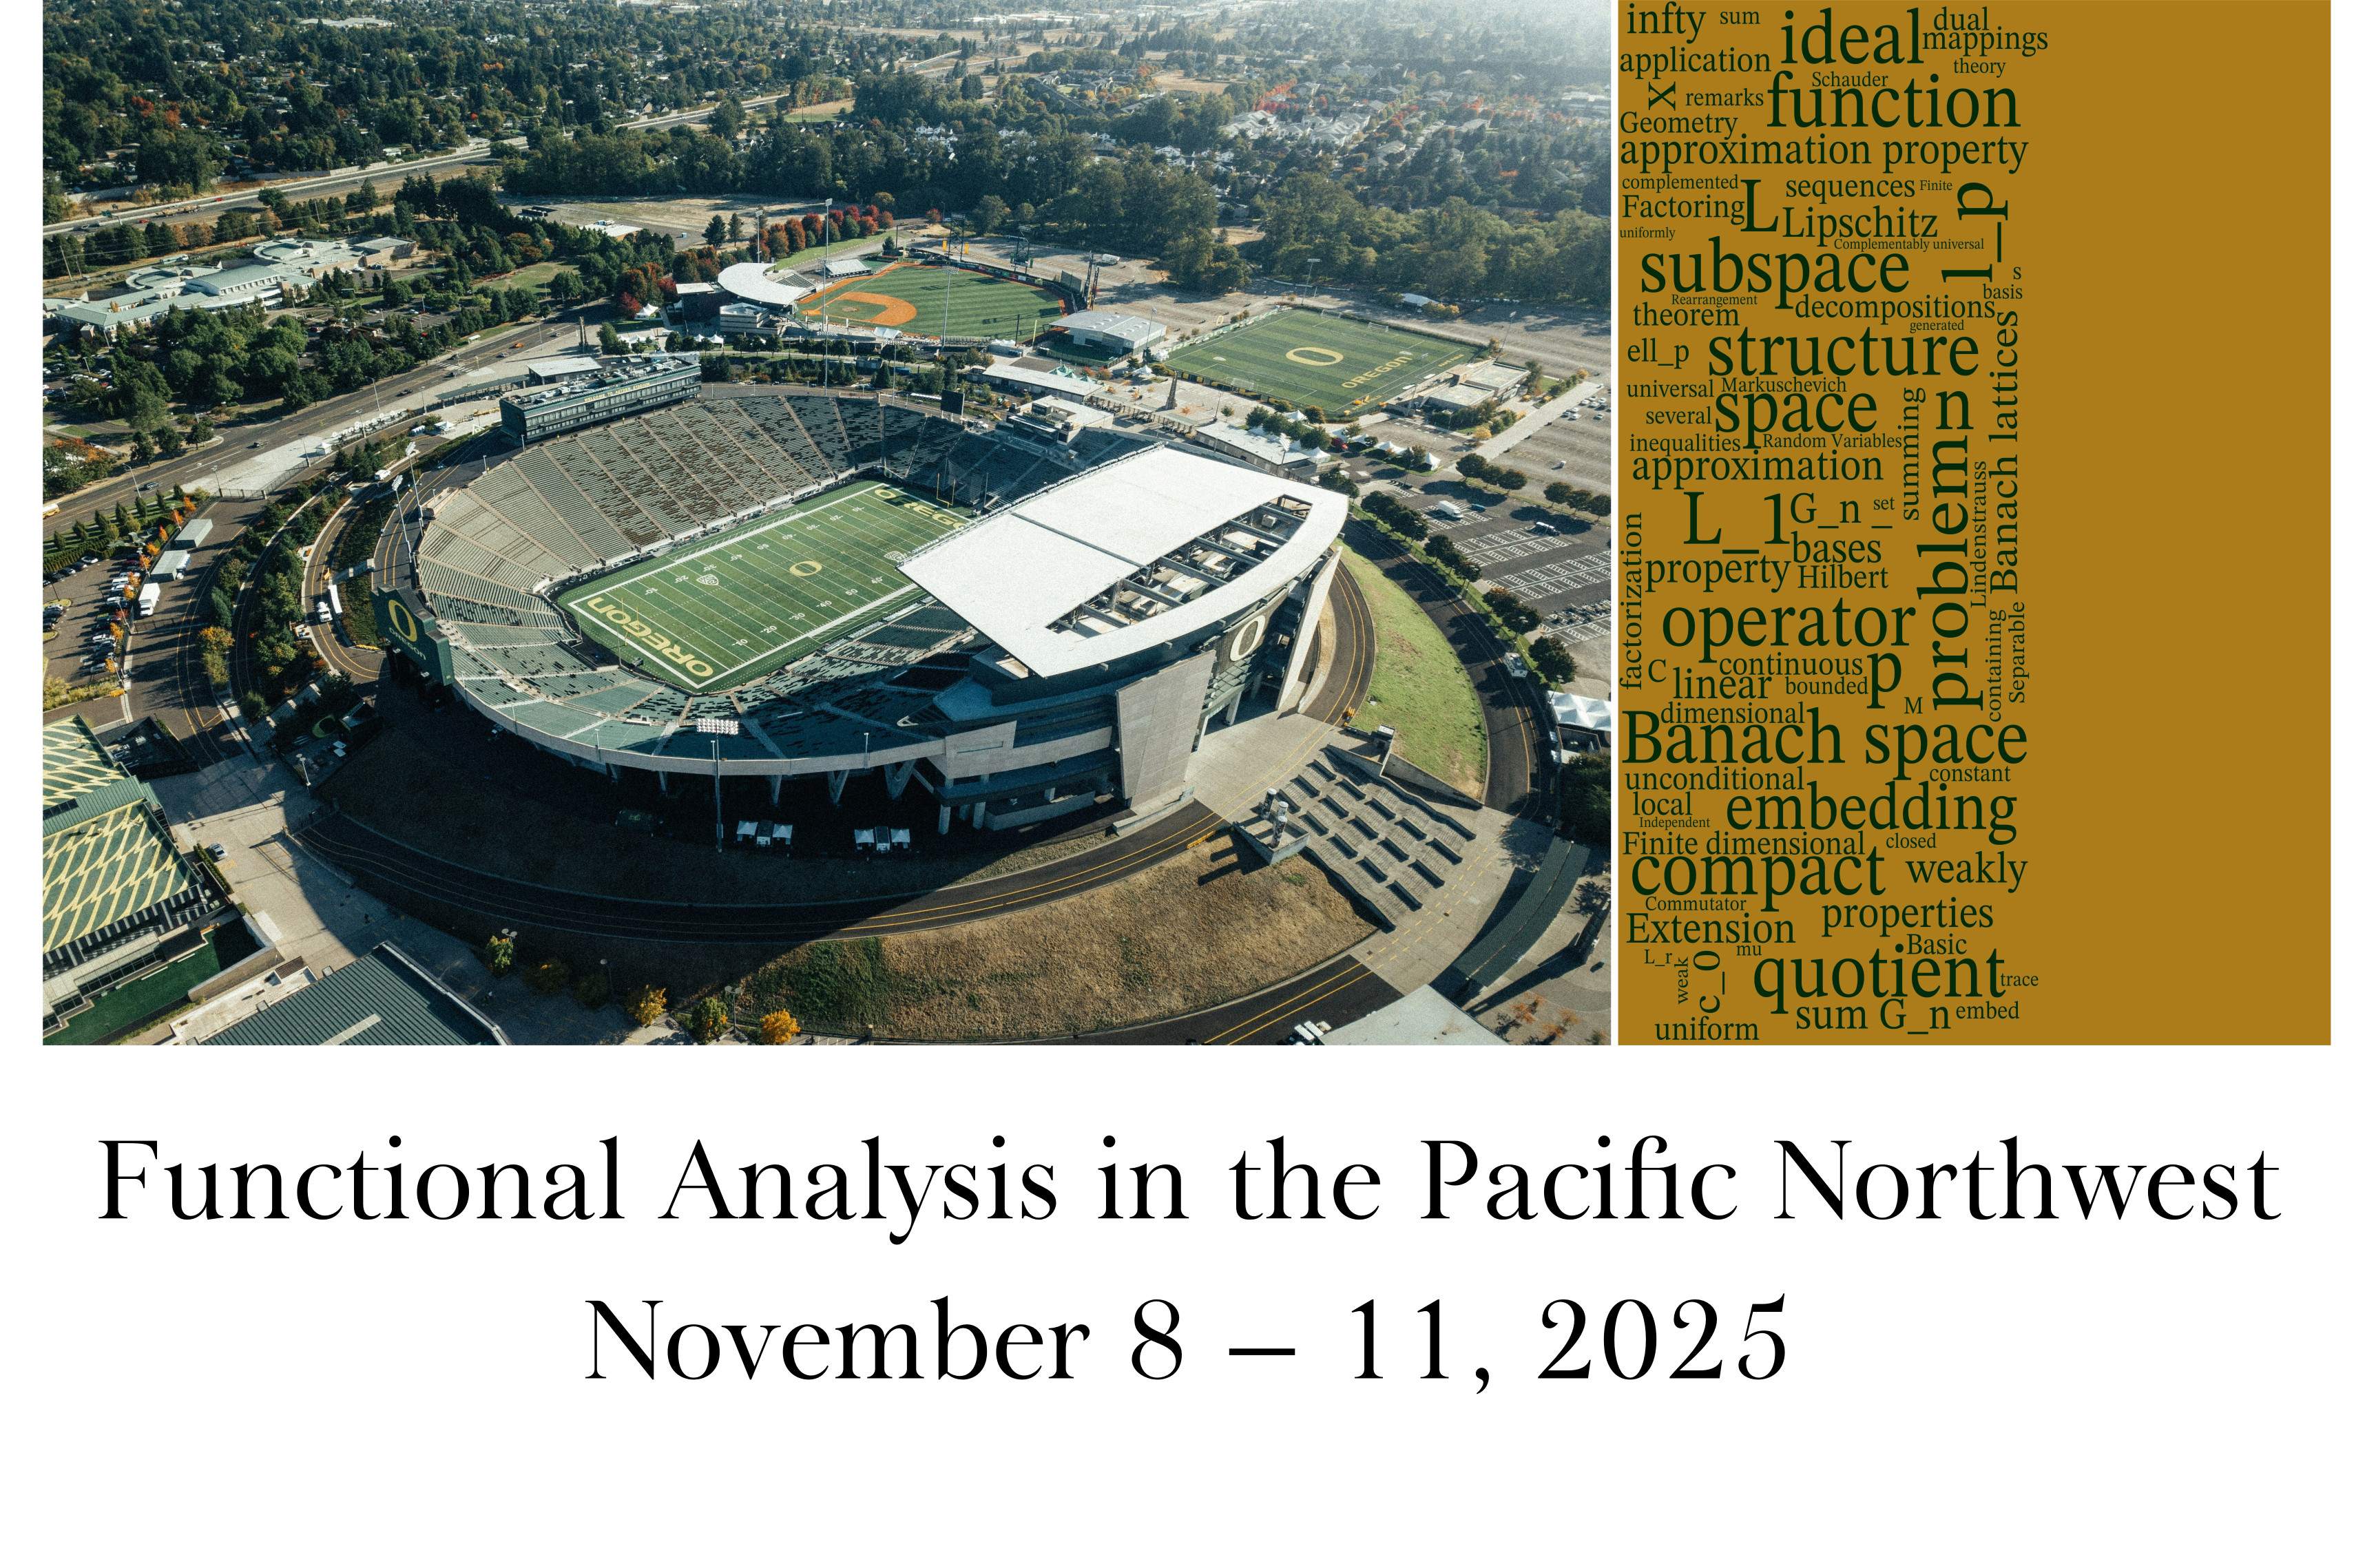 infty sum ideal dual
mappings
application
theory
Schauder
X remarks function
Geometry
approximation property
complemented L sequences Finite l_p
Factoring Lipschitz
uniformly Complementably universal
subspace
s
Rearrangement basis
theorem decompositions
generated
ell_p structure
universal Markuschevich
several space summing n Banach lattices
inequalities Random Variables
approximation
L_1 G_n _ set
bases problem Lindenstrauss
factorization property Hilbert
operator
containing Separable
C continuous p
linear bounded
M
dimensional
Banach space
unconditional constant
local embedding
Independent
Finite dimensional closed
compact weakly
Commutator
Extension properties
mu Basic
L_r weak c_0 quotient trace
sum G_n embed
uniform
O
OREGON
OREGON
O
OREGON
O
O
OREGON
Functional Analysis in the Pacific Northwest
November 8 – 11, 2025